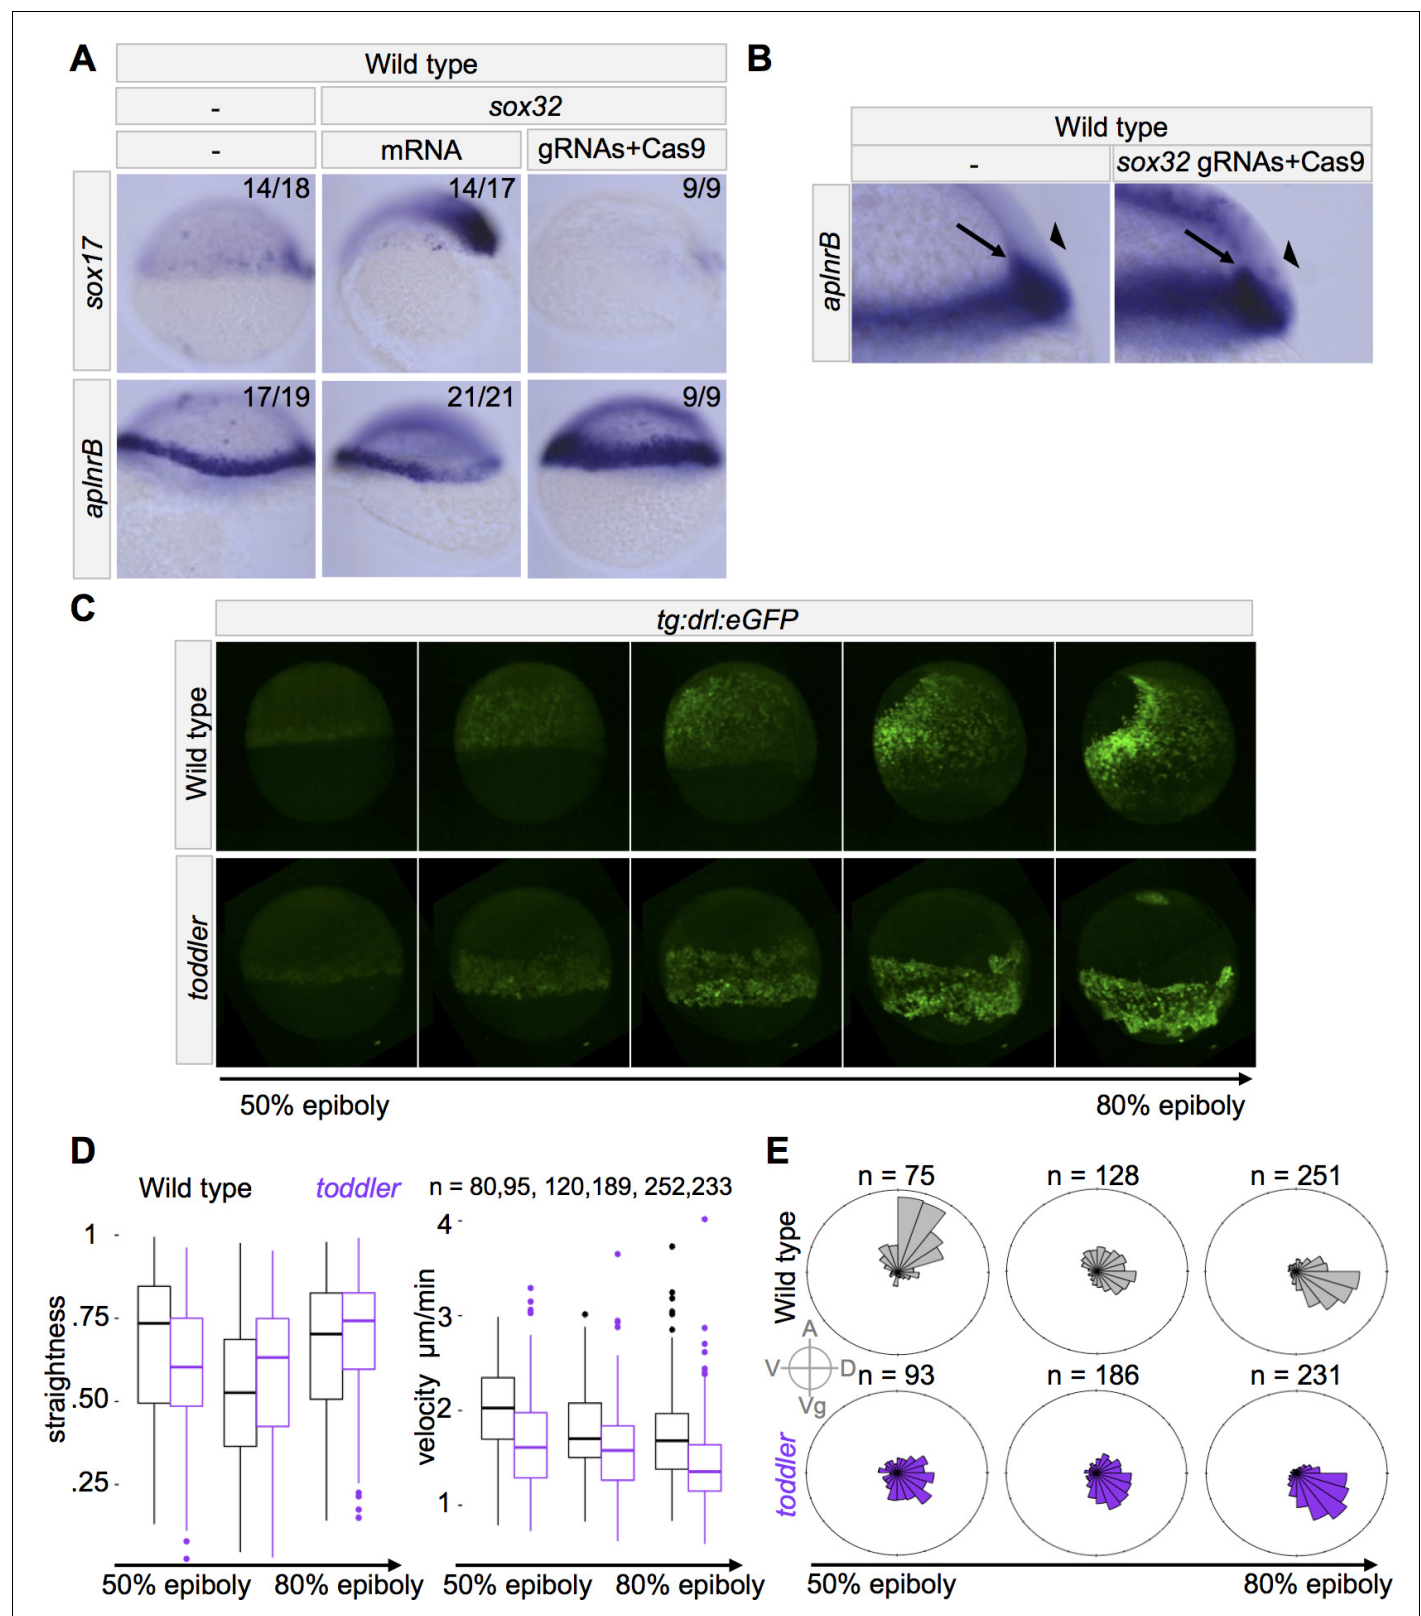 A
Wild type
-
sox32
-
mRNA
gRNAs+Cas9
sox17
14/18
14/17
9/9
aplnrB
17/19
21/21
9/9
B
Wild type
-
sox32 gRNAs+Cas9
aplnrB
C
tg:drl:eGFP
Wild type
toddler
50% epiboly
80% epiboly
D
Wild type
toddler
n = 80,95, 120,189, 252,233
straightness
1
.75
.50
.25
50% epiboly
80% epiboly
velocity µm/min
4
3
2
1
50% epiboly
80% epiboly
E
Wild type
n = 75
n = 128
n = 251
A
V
D
Vg
toddler
n = 93
n = 186
n = 231
50% epiboly
80% epiboly